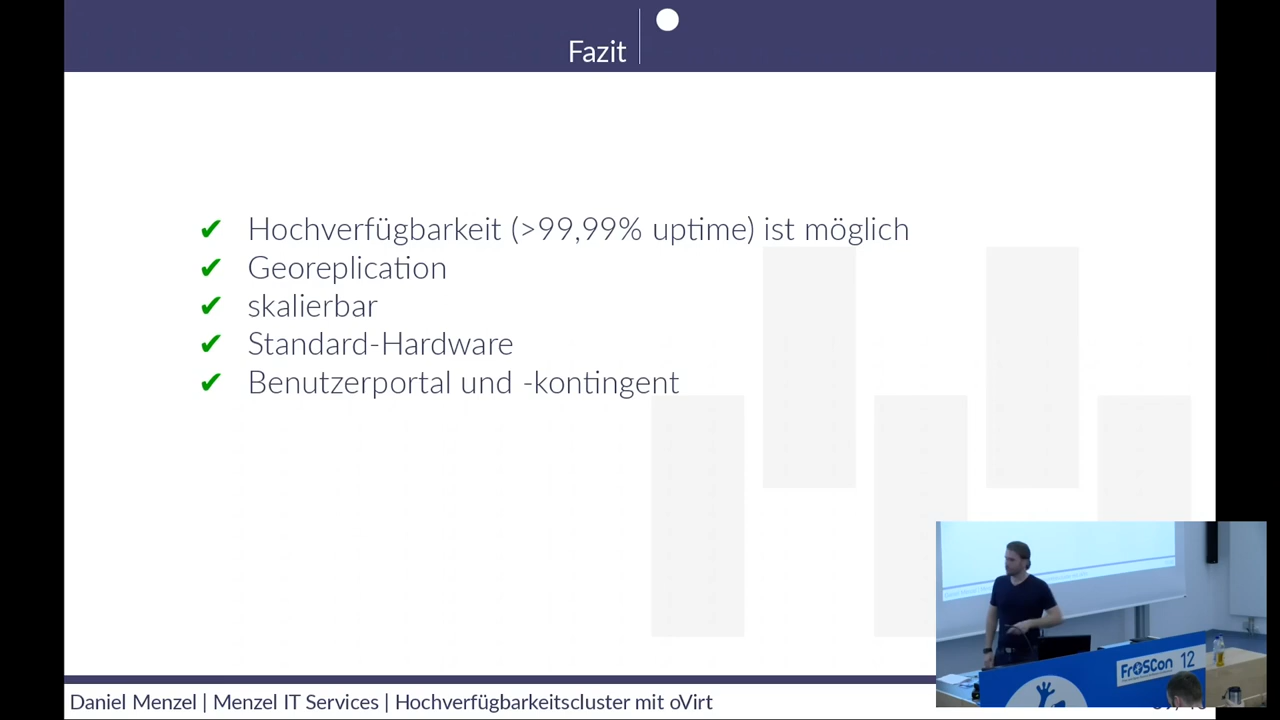 Fazit
✔ Hochverfügbarkeit (>99,99% uptime) ist möglich
✔ Georeplication
✔ skalierbar
✔ Standard-Hardware
✔ Benutzerportal und -kontingent
Daniel Menzel | Menzel IT Services | Hochverfügbarkeitscluster mit oVirt
FrOSCon 12